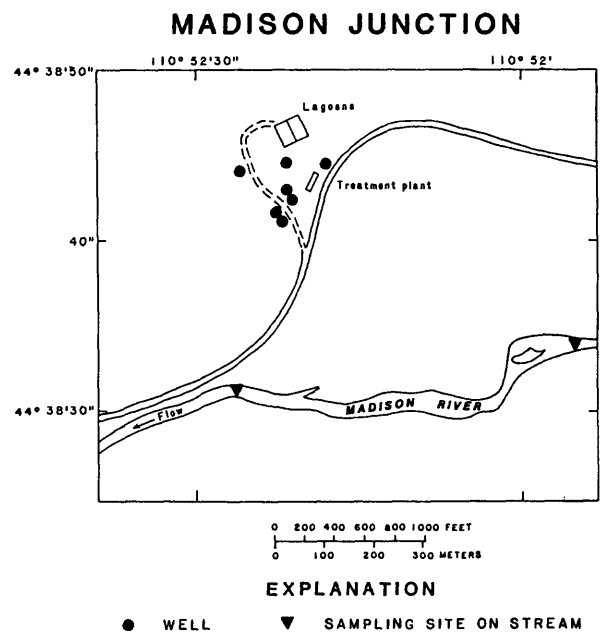 MADISON JUNCTION
110° 52' 30" 110° 52'
44° 38' 50"
Lagoons
Treatment plant
40"
44° 38' 30"
Flow
MADISON RIVER
0 200 400 600 800 1000 FEET
0 100 200 300 METERS
EXPLANATION
WELL SAMPLING SITE ON STREAM